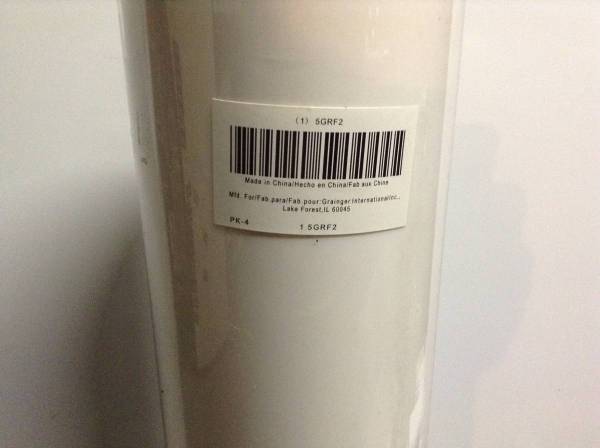 (1) 5GRF2
Made in China/Hecho en China/Fab aux Chine
Mfd. For/Fab.para/Fab pour:Grainger International Inc.,
Lake Forest,IL 60045
PK-4
1 5GRF2